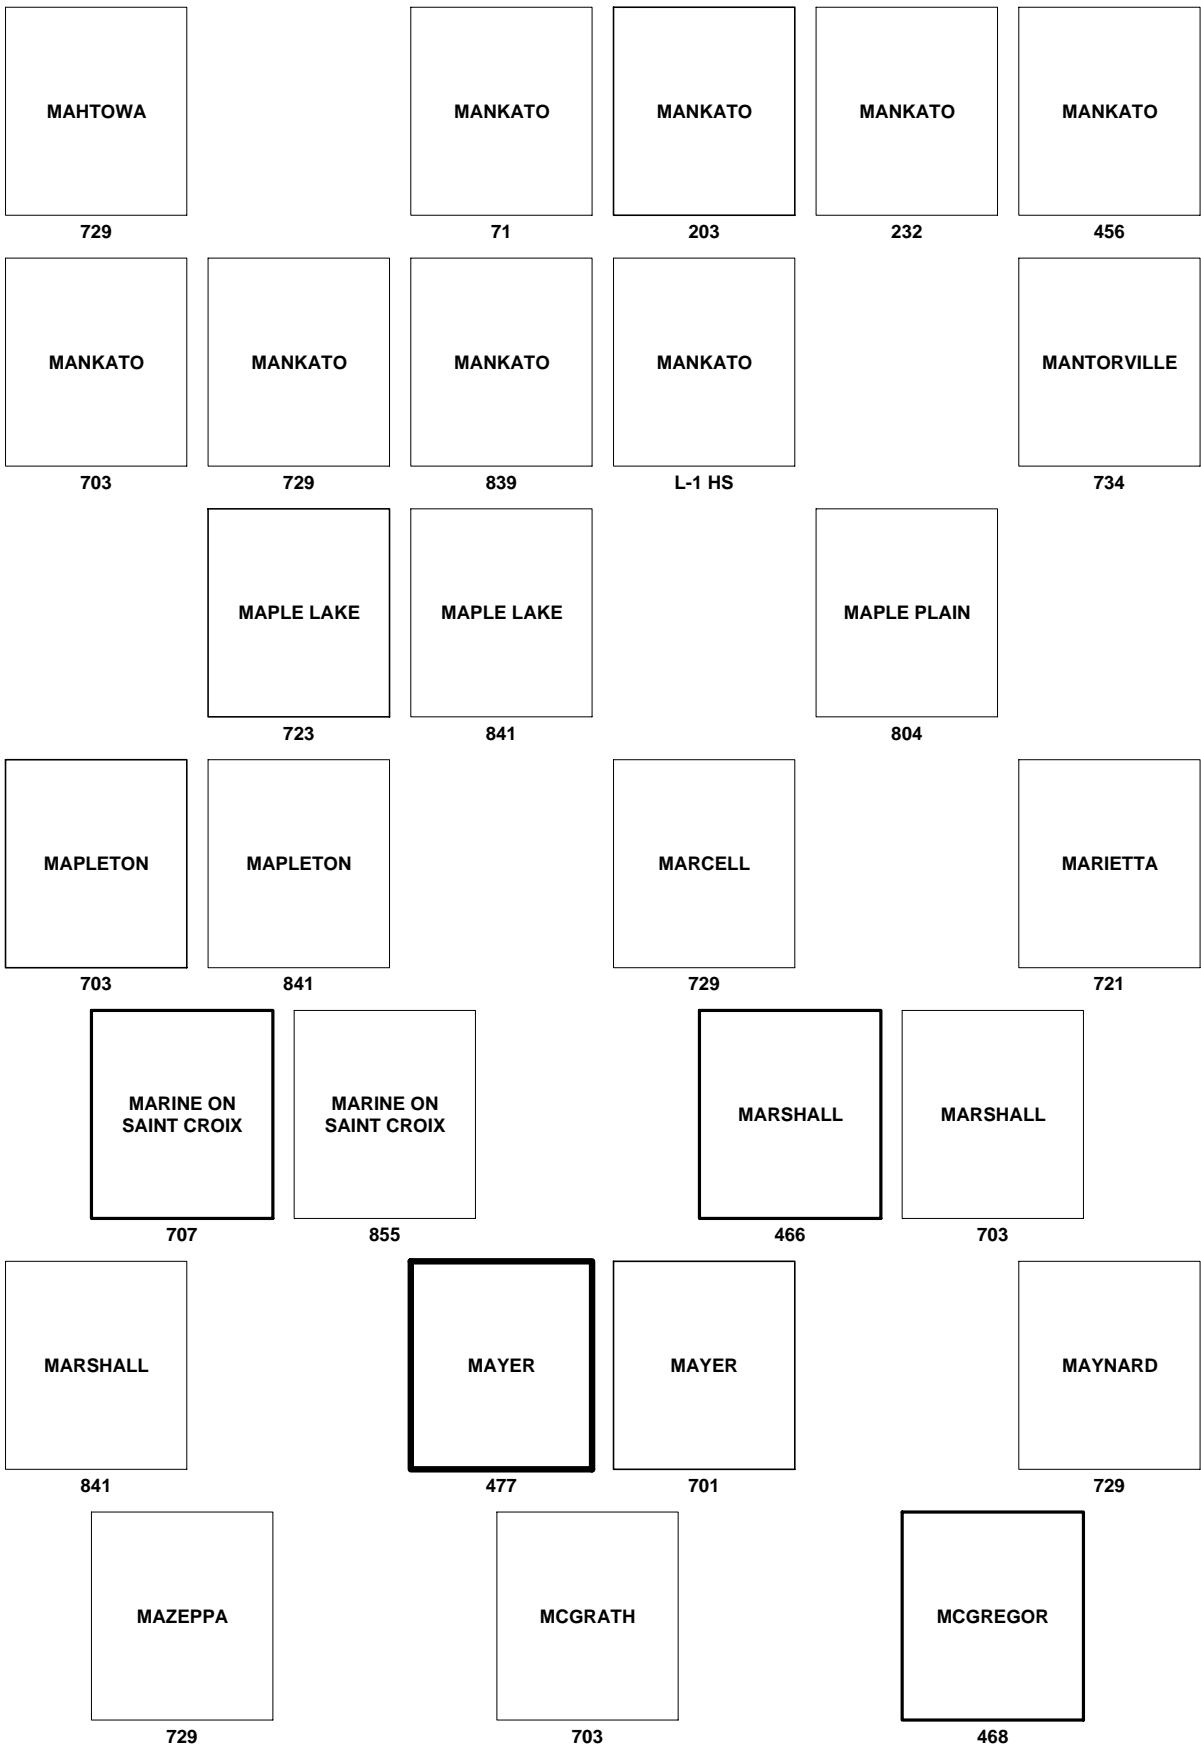 MAHTOWA
MANKATO
MANKATO
MANKATO
MANKATO
729
71
203
232
456
MANKATO
MANKATO
MANKATO
MANKATO
MANTORVILLE
703
729
839
L-1 HS
734
MAPLE LAKE
MAPLE LAKE
MAPLE PLAIN
723
841
804
MAPLETON
MAPLETON
MARCELL
MARIETTA
703
841
729
721
MARINE ON
SAINT CROIX
MARINE ON
SAINT CROIX
MARSHALL
MARSHALL
707
855
466
703
MARSHALL
MAYER
MAYER
MAYNARD
841
477
701
729
MAZEPPA
MCGRATH
MCGREGOR
729
703
468